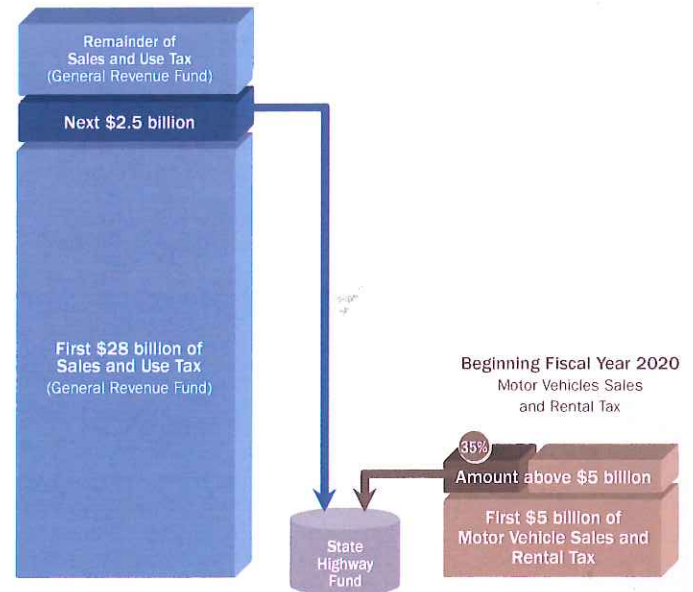 Remainder of
Sales and Use Tax
(General Revenue Fund)
Next $2.5 billion
First $28 billion of
Sales and Use Tax
(General Revenue Fund)
Beginning Fiscal Year 2020
Motor Vehicles Sales
and Rental Tax
35%
Amount above $5 billion
First $5 billion of
Motor Vehicle Sales and
Rental Tax
State
Highway
Fund